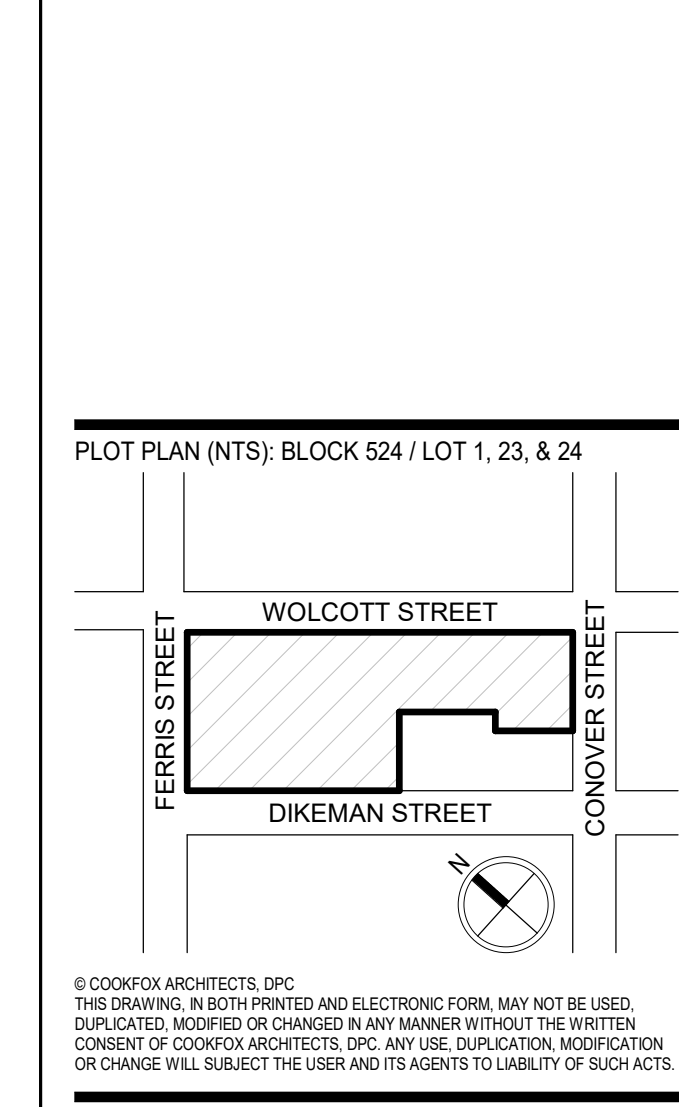 PLOT PLAN (NTS): BLOCK 524 / LOT 1, 23, & 24
WOLCOTT STREET
FERRIS STREET
CONOVER STREET
DIKEMAN STREET
N
© COOKFOX ARCHITECTS, DPC
THIS DRAWING, IN BOTH PRINTED AND ELECTRONIC FORM, MAY NOT BE USED,
DUPLICATED, MODIFIED OR CHANGED IN ANY MANNER WITHOUT THE WRITTEN
CONSENT OF COOKFOX ARCHITECTS, DPC. ANY USE, DUPLICATION, MODIFICATION
OR CHANGE WILL SUBJECT THE USER AND ITS AGENTS TO LIABILITY OF SUCH ACTS.